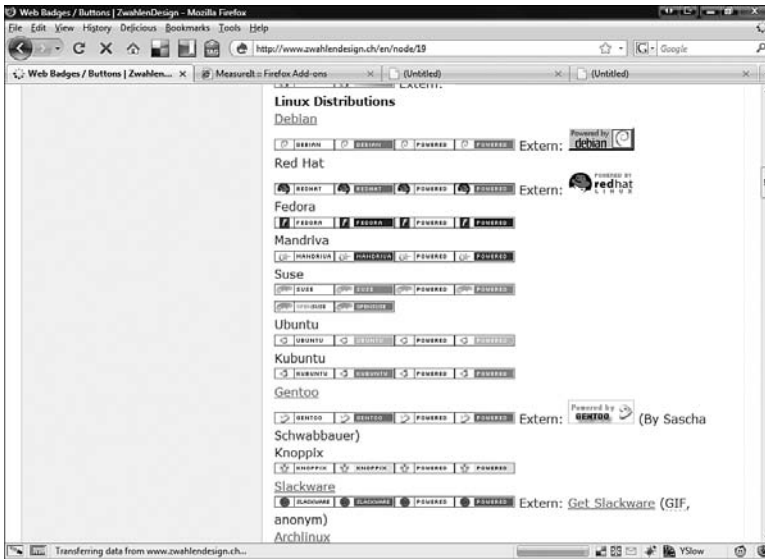 Web Badges / Buttons | ZwahlenDesign - Mozilla Firefox
File Edit View History Delicious Bookmarks Tools Help
http://www.zwahlendesign.ch/en/node/19
Google
Web Badges / Buttons | Zwahlen...
MeasureIt :: Firefox Add-ons
(Untitled)
(Untitled)
Extern:
Linux Distributions
Debian
DEBIAN DEBIAN POWERED POWERED Extern: Powered by debian
Red Hat
REDHAT REDHAT POWERED POWERED Extern: POWERED BY redhat LINUX
Fedora
FEDORA FEDORA POWERED POWERED
Mandriva
MANDRIVA MANDRIVA POWERED POWERED
Suse
SUSE SUSE POWERED POWERED
OPENSUSE OPENSUSE
Ubuntu
UBUNTU UBUNTU POWERED POWERED
Kubuntu
KUBUNTU KUBUNTU POWERED POWERED
Gentoo
GENTOO GENTOO POWERED POWERED Extern: Powered by GENTOO (By Sascha
Schwabbauer)
Knoppix
KNOPPIX KNOPPIX POWERED POWERED
Slackware
SLACKWARE SLACKWARE POWERED POWERED Extern: Get Slackware (GIF,
anonym)
Archlinux
Transferring data from www.zwahlendesign.ch...
YSlow